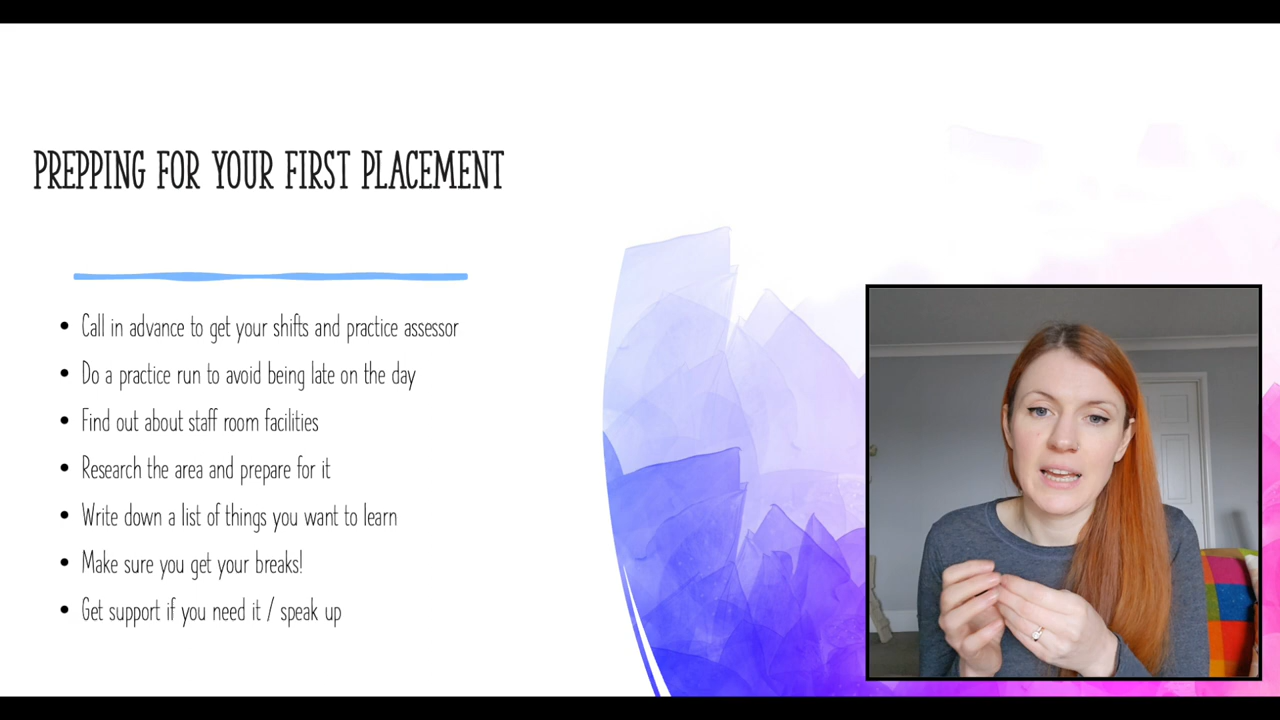 PREPPING FOR YOUR FIRST PLACEMENT
• Call in advance to get your shifts and practice assessor
• Do a practice run to avoid being late on the day
• Find out about staff room facilities
• Research the area and prepare for it
• Write down a list of things you want to learn
• Make sure you get your breaks!
• Get support if you need it / speak up